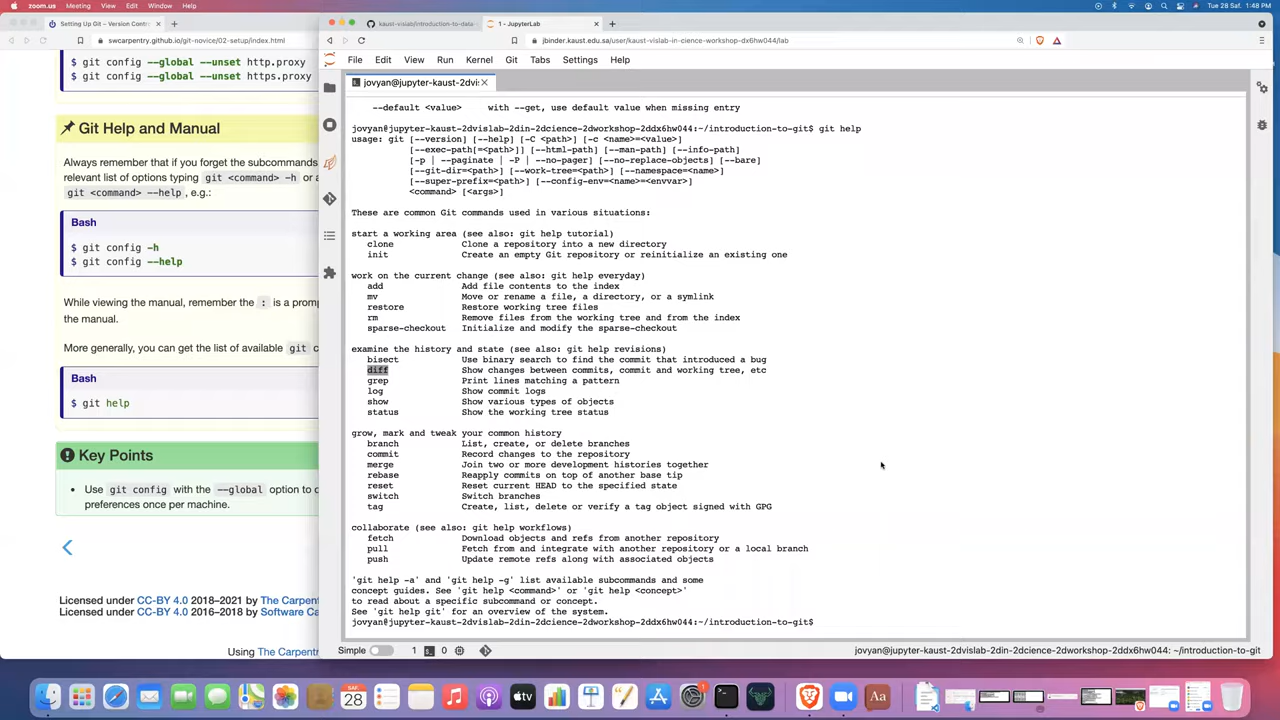 zoom.us Meeting View Edit Window Help
Tue 28 Sat. 1:48 PM
Setting Up Git – Version Contr
swcarpentry.github.io/git-novice/02-setup/index.html
$ git config --global --unset http.proxy
$ git config --global --unset https.proxy
Git Help and Manual
Always remember that if you forget the subcommands
relevant list of options typing git <command> -h or a
git <command> --help , e.g.:
Bash
$ git config -h
$ git config --help
While viewing the manual, remember the : is a promp
the manual.
More generally, you can get the list of available git c
Bash
$ git help
Key Points
• Use git config with the --global option to c
preferences once per machine.
Licensed under CC-BY 4.0 2018–2021 by The Carpent
Licensed under CC-BY 4.0 2016–2018 by Software Ca
Using The Carpentr
kaust-vislab/introduction-to-data-
1 - JupyterLab
jbinder.kaust.edu.sa/user/kaust-vislab-in-cience-workshop-dx6hw044/lab
File Edit View Run Kernel Git Tabs Settings Help
jovyan@jupyter-kaust-2dvis
--default <value> with --get, use default value when missing entry
jovyan@jupyter-kaust-2dvislab-2din-2dcience-2dworkshop-2ddx6hw044:~/introduction-to-git$ git help
usage: git [--version] [--help] [-C <path>] [-c <name>=<value>]
[--exec-path[=<path>]] [--html-path] [--man-path] [--info-path]
[-p | --paginate | -P | --no-pager] [--no-replace-objects] [--bare]
[--git-dir=<path>] [--work-tree=<path>] [--namespace=<name>]
[--super-prefix=<path>] [--config-env=<name>=<envvar>]
<command> [<args>]
These are common Git commands used in various situations:
start a working area (see also: git help tutorial)
clone Clone a repository into a new directory
init Create an empty Git repository or reinitialize an existing one
work on the current change (see also: git help everyday)
add Add file contents to the index
mv Move or rename a file, a directory, or a symlink
restore Restore working tree files
rm Remove files from the working tree and from the index
sparse-checkout Initialize and modify the sparse-checkout
examine the history and state (see also: git help revisions)
bisect Use binary search to find the commit that introduced a bug
diff Show changes between commits, commit and working tree, etc
grep Print lines matching a pattern
log Show commit logs
show Show various types of objects
status Show the working tree status
grow, mark and tweak your common history
branch List, create, or delete branches
commit Record changes to the repository
merge Join two or more development histories together
rebase Reapply commits on top of another base tip
reset Reset current HEAD to the specified state
switch Switch branches
tag Create, list, delete or verify a tag object signed with GPG
collaborate (see also: git help workflows)
fetch Download objects and refs from another repository
pull Fetch from and integrate with another repository or a local branch
push Update remote refs along with associated objects
'git help -a' and 'git help -g' list available subcommands and some
concept guides. See 'git help <command>' or 'git help <concept>'
to read about a specific subcommand or concept.
See 'git help git' for an overview of the system.
jovyan@jupyter-kaust-2dvislab-2din-2dcience-2dworkshop-2ddx6hw044:~/introduction-to-git$
Simple 1 0
jovyan@jupyter-kaust-2dvislab-2din-2dcience-2dworkshop-2ddx6hw044: ~/introduction-to-git
28
tv
Aa